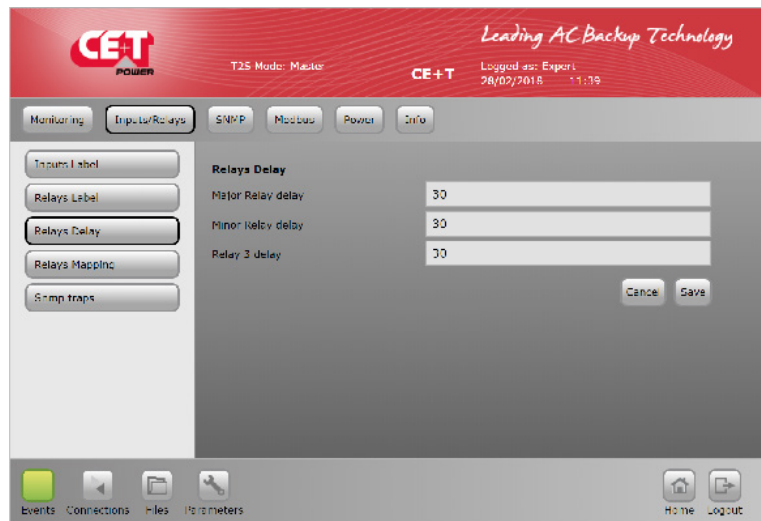 CE+T
POWER
Leading AC Backup Technology
T2S Mode: Master
CE+T
Logged as: Expert
28/02/2018 11:39
Monitoring
Inputs/Relays
SNMP
Modbus
Power
Info
Inputs Label
Relays Label
Relays Delay
Relays Mapping
Snmp traps
Relays Delay
Major Relay delay
30
Minor Relay delay
30
Relay 3 delay
30
Cancel
Save
Events
Connections
Files
Parameters
Home
Logout